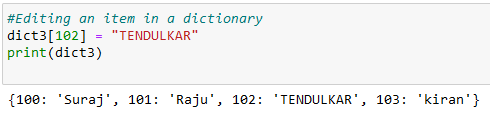 #Editing an item in a dictionary
dict3[102] = "TENDULKAR"
print(dict3)
{100: 'Suraj', 101: 'Raju', 102: 'TENDULKAR', 103: 'kiran'}